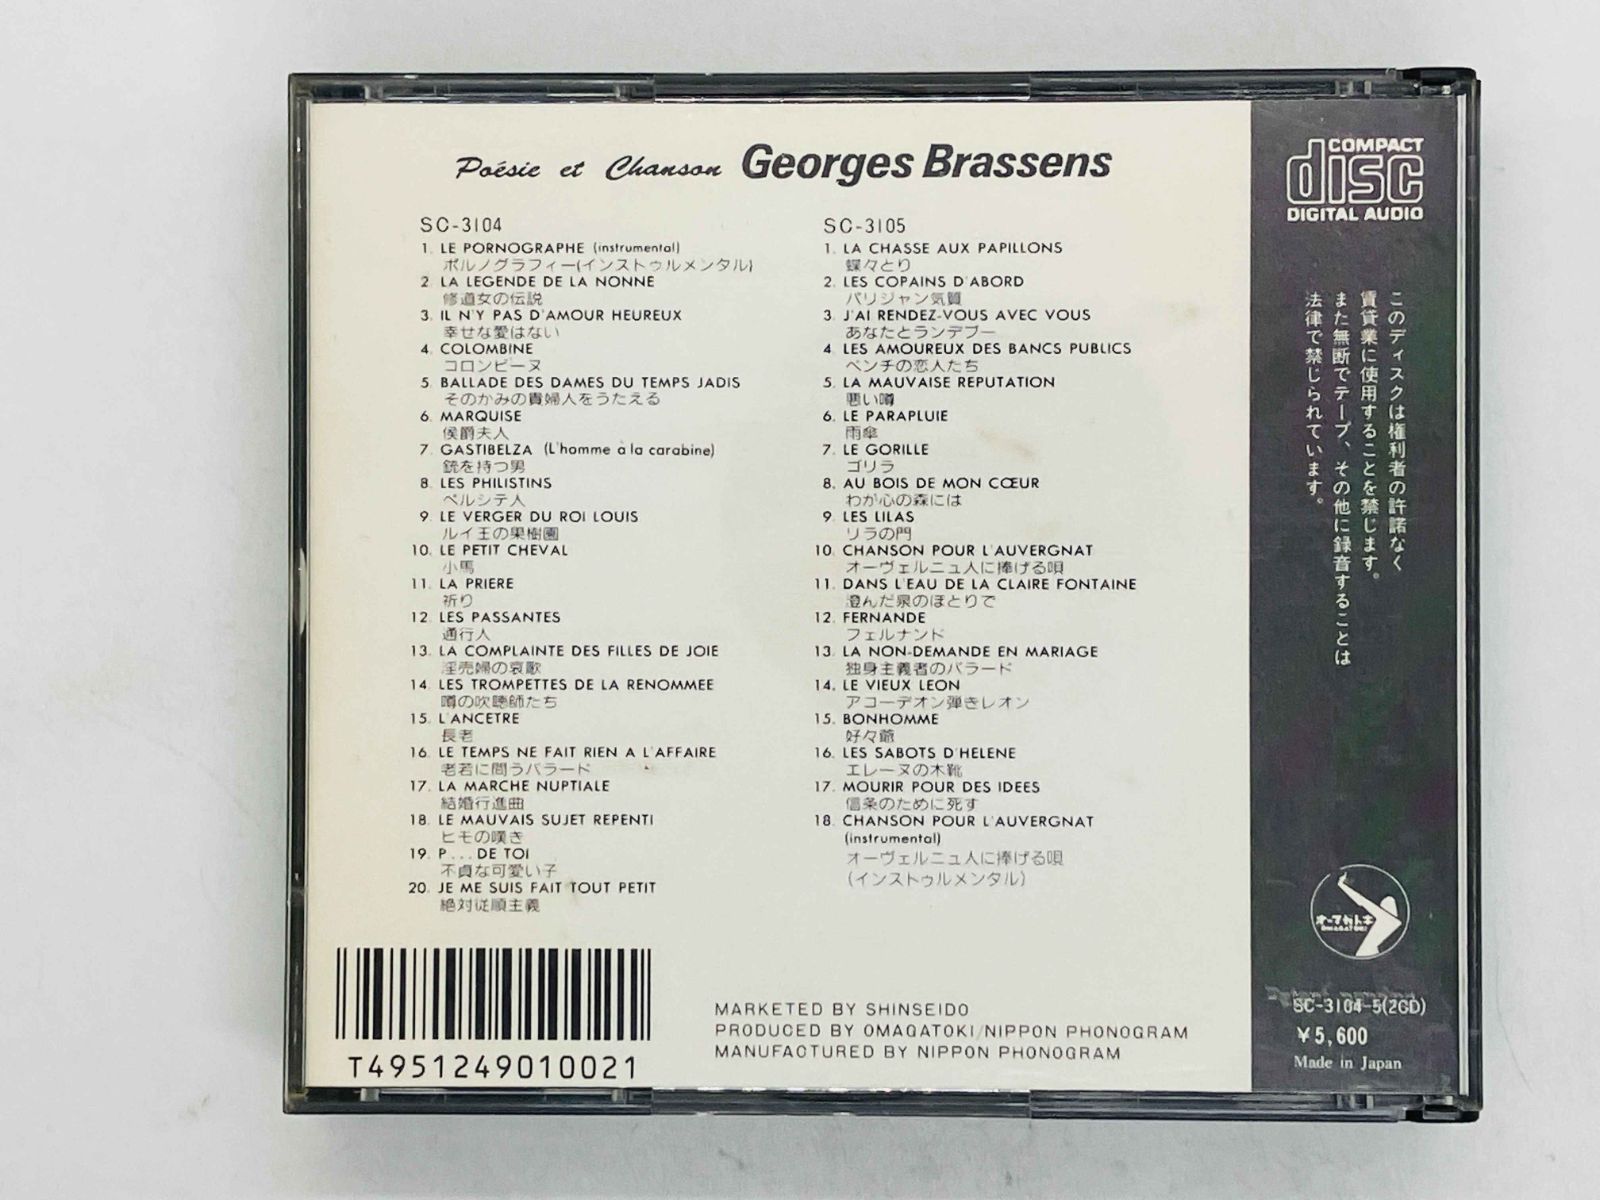 Poésie et Chanson Georges Brassens
SC-3104
1. LE PORNOGRAPHE (instrumental)
ポルノグラフィー(インストゥルメンタル)
2. LA LEGENDE DE LA NONNE
修道女の伝説
3. IL N'Y PAS D'AMOUR HEUREUX
幸せな愛はない
4. COLOMBINE
コロンビーヌ
5. BALLADE DES DAMES DU TEMPS JADIS
そのかみの貴婦人をうたえる
6. MARQUISE
侯爵夫人
7. GASTIBELZA (L'homme à la carabine)
銃を持つ男
8. LES PHILISTINS
ペルシテ人
9. LE VERGER DU ROI LOUIS
ルイ王の果樹園
10. LE PETIT CHEVAL
小馬
11. LA PRIERE
祈り
12. LES PASSANTES
通行人
13. LA COMPLAINTE DES FILLES DE JOIE
淫売婦の哀歌
14. LES TROMPETTES DE LA RENOMMEE
噂の吹聴師たち
15. L'ANCETRE
長老
16. LE TEMPS NE FAIT RIEN A L'AFFAIRE
老若に問うバラード
17. LA MARCHE NUPTIALE
結婚行進曲
18. LE MAUVAIS SUJET REPENTI
ヒモの嘆き
19. P...DE TOI
不貞な可愛い子
20. JE ME SUIS FAIT TOUT PETIT
絶対従順主義
SC-3105
1. LA CHASSE AUX PAPILLONS
蝶々とり
2. LES COPAINS D'ABORD
パリジャン気質
3. J'AI RENDEZ-VOUS AVEC VOUS
あなたとランデブー
4. LES AMOUREUX DES BANCS PUBLICS
ベンチの恋人たち
5. LA MAUVAISE REPUTATION
悪い噂
6. LE PARAPLUIE
雨傘
7. LE GORILLE
ゴリラ
8. AU BOIS DE MON CŒUR
わが心の森には
9. LES LILAS
リラの門
10. CHANSON POUR L'AUVERGNAT
オーヴェルニュ人に捧げる唄
11. DANS L'EAU DE LA CLAIRE FONTAINE
澄んだ泉のほとりで
12. FERNANDE
フェルナンド
13. LA NON-DEMANDE EN MARIAGE
独身主義者のバラード
14. LE VIEUX LEON
アコーデオン弾きレオン
15. BONHOMME
好々爺
16. LES SABOTS D'HELENE
エレーヌの木靴
17. MOURIR POUR DES IDEES
信条のために死す
18. CHANSON POUR L'AUVERGNAT
(instrumental)
オーヴェルニュ人に捧げる唄
(インストゥルメンタル)
T4951249010021
MARKETED BY SHINSEIDO
PRODUCED BY OMAGATOKI/NIPPON PHONOGRAM
MANUFACTURED BY NIPPON PHONOGRAM
COMPACT
disc
DIGITAL AUDIO
このディスクは権利者の許諾なく
賃貸業に使用することを禁じます。
また無断でテープ、その他に録音することは
法律で禁じられています。
オーマガトキ
OMAGATOKI
SC-3104-5(2CD)
¥5,600
Made in Japan